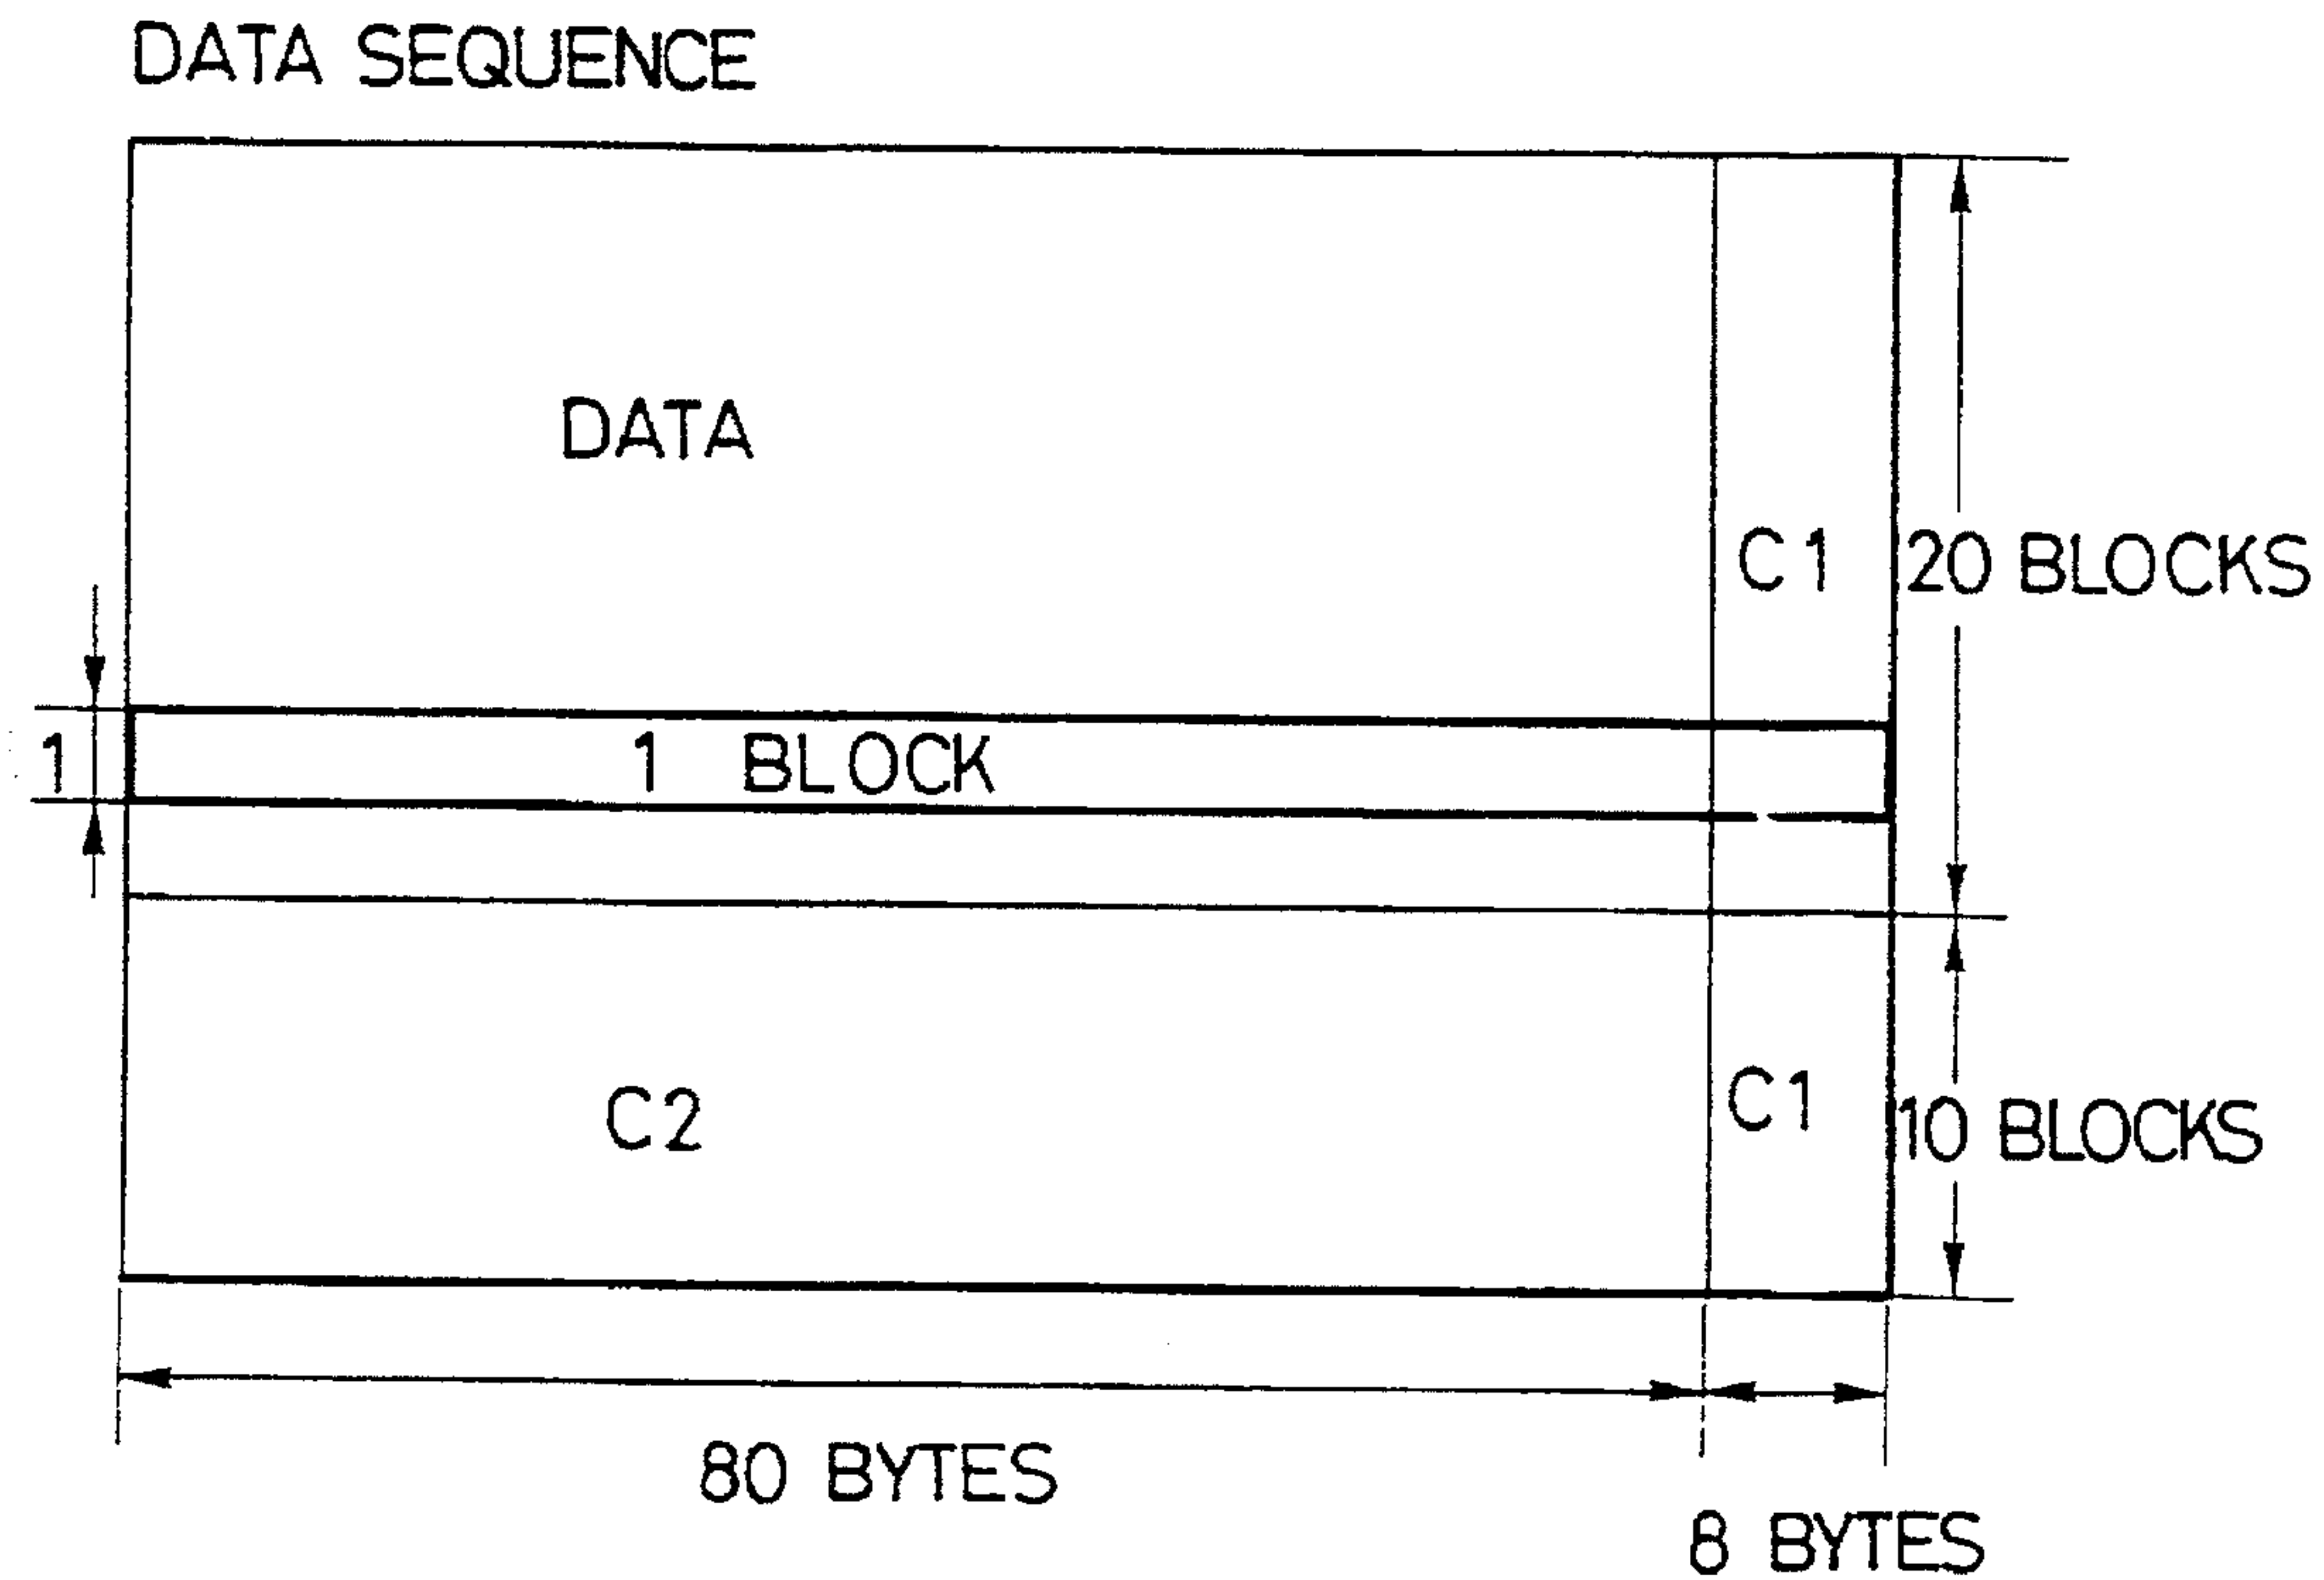 DATA SEQUENCE
DATA
C1
20 BLOCKS
1
1 BLOCK
C2
C1
10 BLOCKS
80 BYTES
8 BYTES